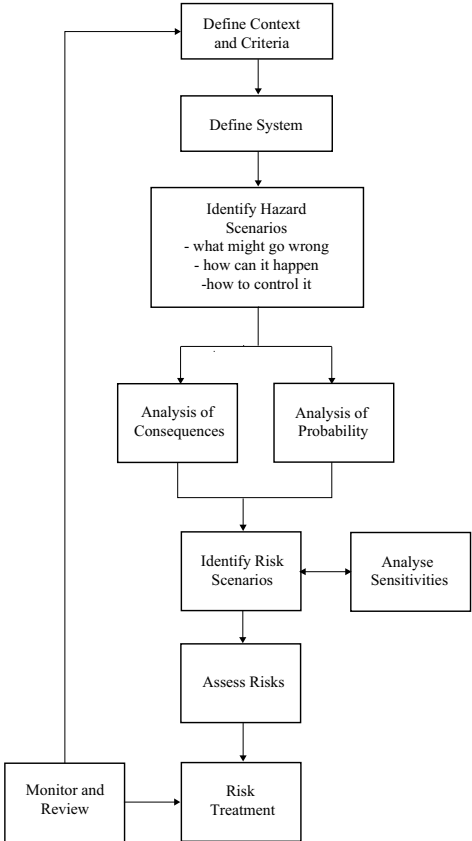 Define Context
and Criteria
Define System
Identify Hazard
Scenarios
- what might go wrong
- how can it happen
-how to control it
Analysis of
Consequences
Analysis of
Probability
Identify Risk
Scenarios
Analyse
Sensitivities
Assess Risks
Monitor and
Review
Risk
Treatment